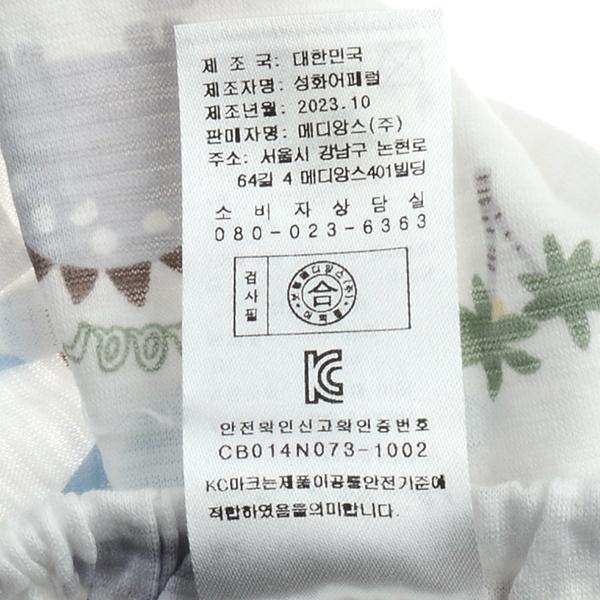 제 조 국: 대한민국
제조자명: 성화어패럴
제조년월: 2023.10
판매자명: 메디앙스(주)
주소: 서울시 강남구 논현로
64길 4 메디앙스401빌딩
소 비 자 상 담 실
080-023-6363
검사필
합
KC
안전확인신고확인증번호
CB014N073-1002
KC마크는제품이공통안전기준에
적합하였음을의미합니다.